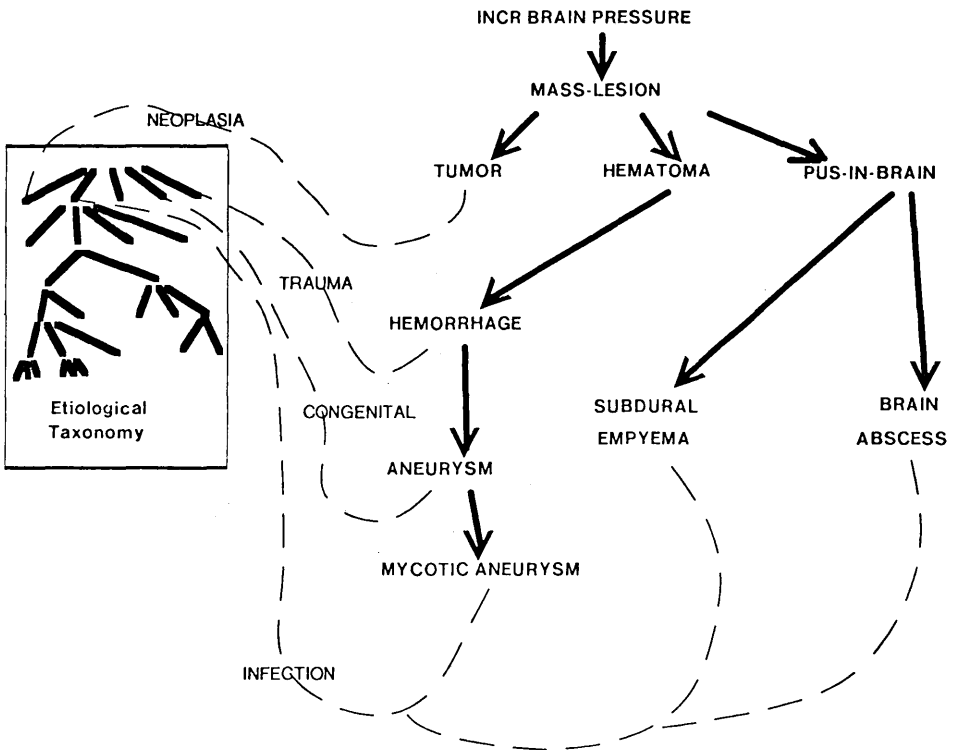 INCR BRAIN PRESSURE
MASS-LESION
NEOPLASIA
TUMOR
HEMATOMA
PUS-IN-BRAIN
TRAUMA
HEMORRHAGE
Etiological
Taxonomy
CONGENITAL
SUBDURAL
EMPYEMA
BRAIN
ABSCESS
ANEURYSM
MYCOTIC ANEURYSM
INFECTION